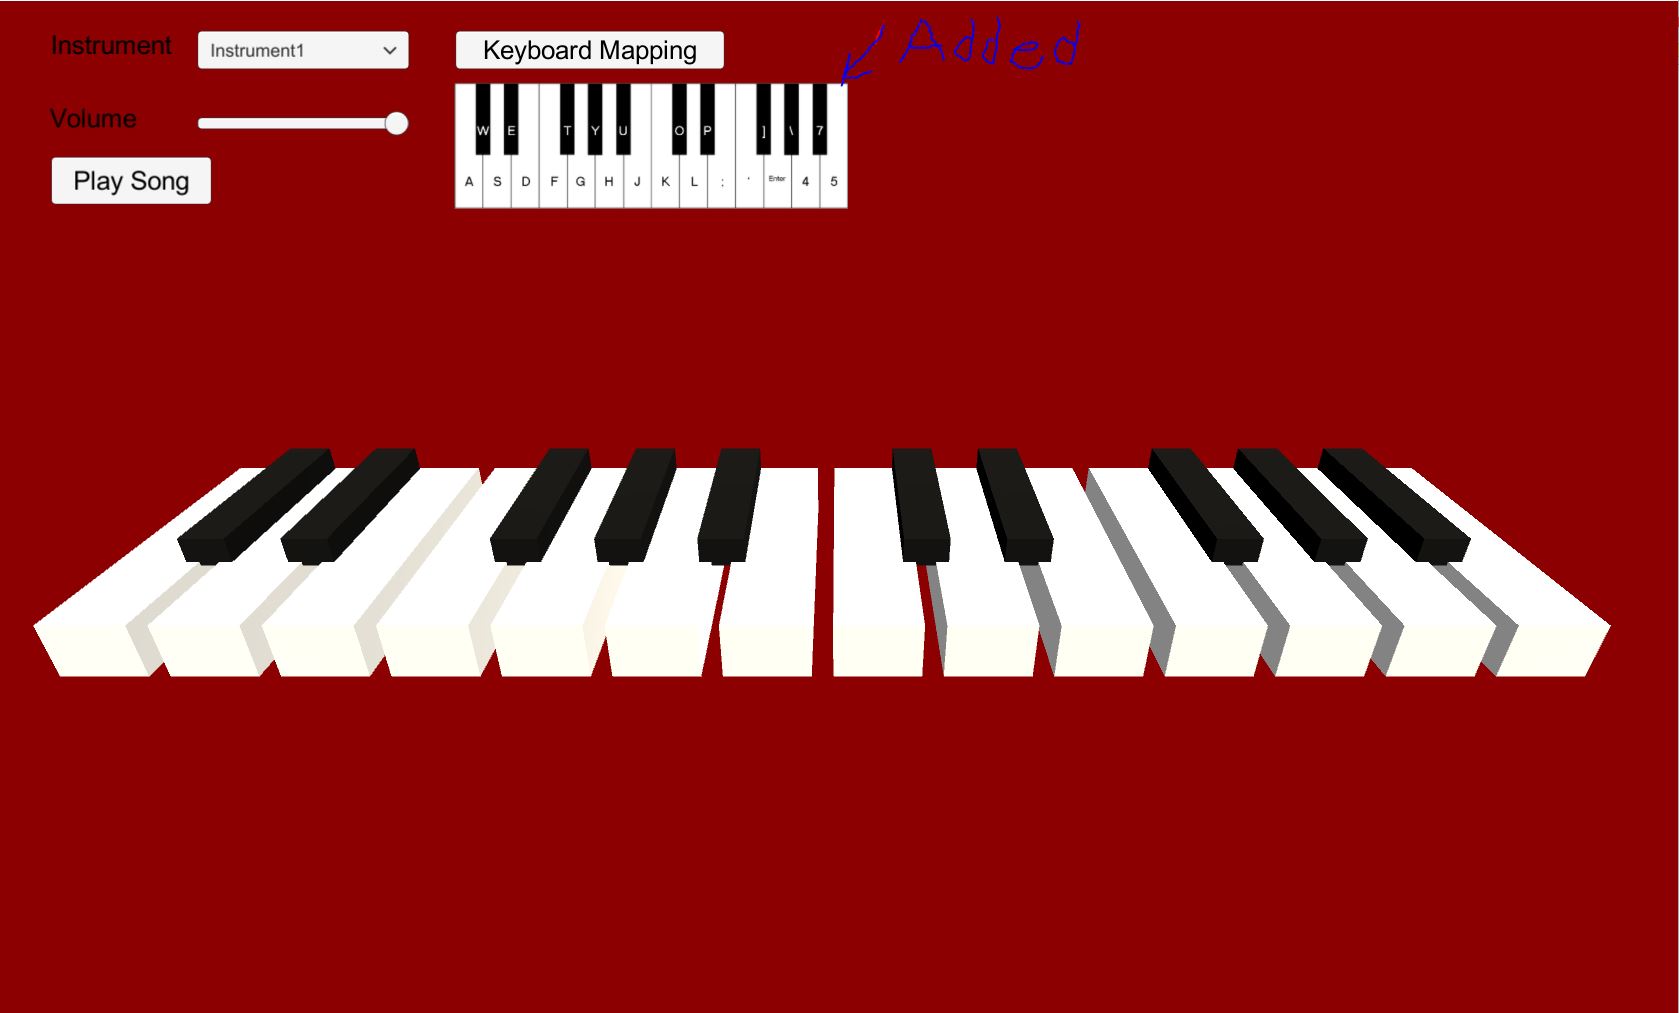 Instrument
Instrument1
Keyboard Mapping
Added
Volume
Play Song
W E T Y U O P ] \ 7
A S D F G H J K L : ' Enter 4 5